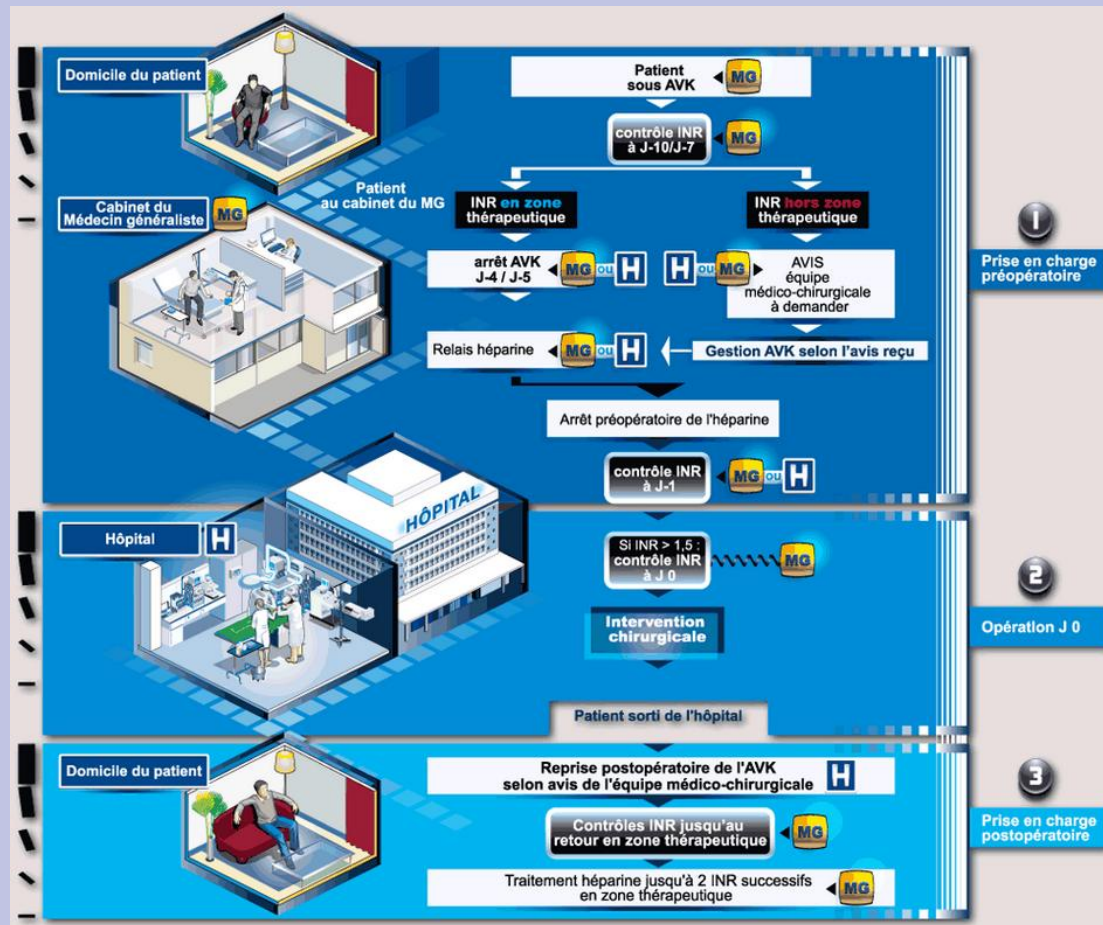 Domicile du patient
Patient
sous AVK
MG
contrôle INR
à J-10/J-7
MG
Patient
au cabinet du MG
Cabinet du
Médecin généraliste
MG
INR en zone
thérapeutique
INR hors zone
thérapeutique
1
Prise en charge
préopératoire
arrêt AVK
J-4 / J-5
MG ou H
H ou MG
AVIS
équipe
médico-chirurgicale
à demander
Relais héparine
MG ou H
Gestion AVK selon l'avis reçu
Arrêt préopératoire de l'héparine
contrôle INR
à J-1
MG ou H
HÔPITAL
Hôpital
H
Si INR > 1,5 :
contrôle INR
à J 0
MG
2
Opération J 0
Intervention
chirurgicale
Patient sorti de l'hôpital
Domicile du patient
Reprise postopératoire de l'AVK
selon avis de l'équipe médico-chirurgicale
H
3
Prise en charge
postopératoire
Contrôles INR jusqu'au
retour en zone thérapeutique
MG
Traitement héparine jusqu'à 2 INR successifs
en zone thérapeutique
MG